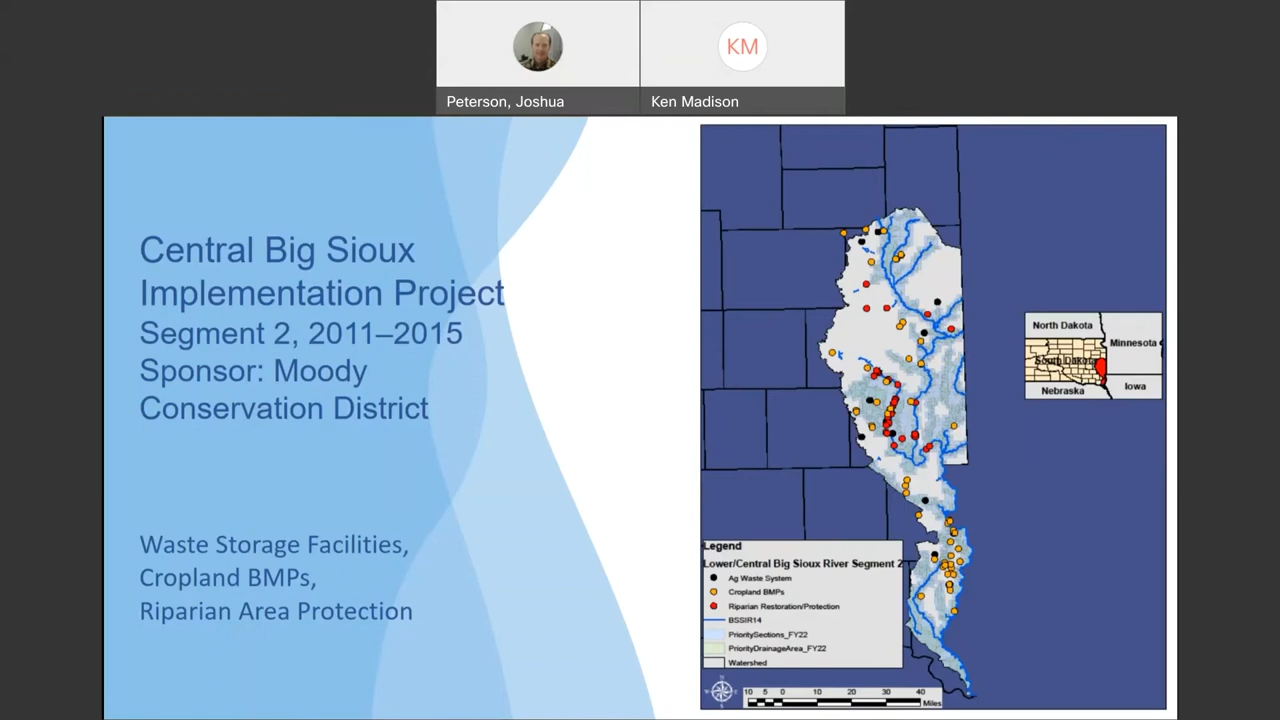 KM
Peterson, Joshua
Ken Madison
Central Big Sioux
Implementation Project
Segment 2, 2011–2015
Sponsor: Moody
Conservation District
Waste Storage Facilities,
Cropland BMPs,
Riparian Area Protection
North Dakota
Minnesota
South Dakota
Nebraska
Iowa
Legend
Lower/Central Big Sioux River Segment 2
Ag Waste System
Cropland BMPs
Riparian Restoration/Protection
BSSIR14
PrioritySections_FY22
PriorityDrainageArea_FY22
Watershed
10 5 0 10 20 30 40
Miles